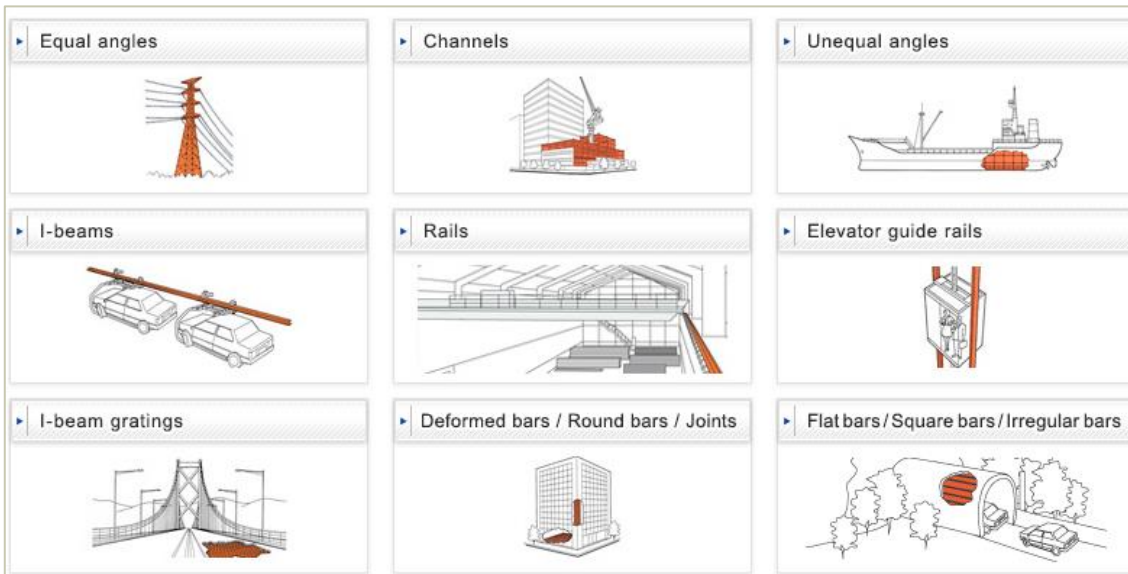 Equal angles
Channels
Unequal angles
I-beams
Rails
Elevator guide rails
I-beam gratings
Deformed bars / Round bars / Joints
Flat bars / Square bars / Irregular bars